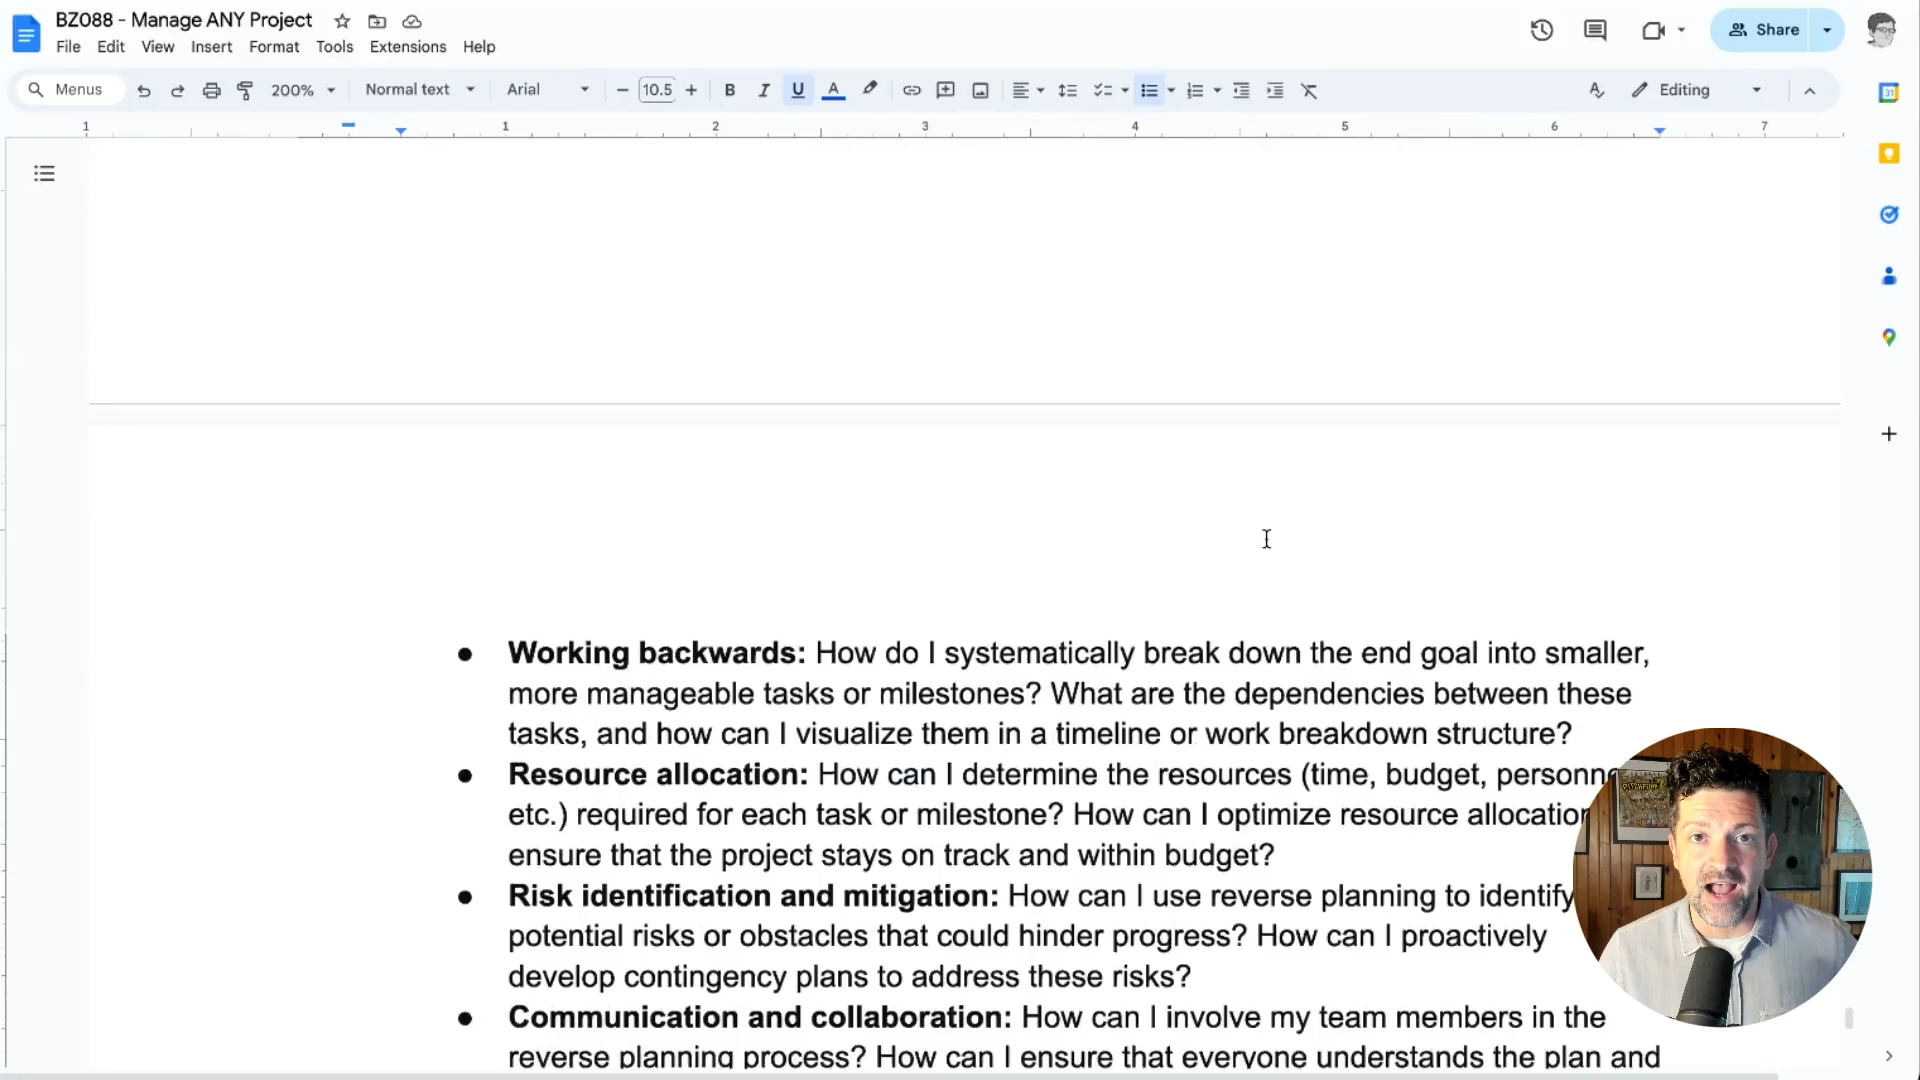 BZ088 - Manage ANY Project
File Edit View Insert Format Tools Extensions Help
Share
Menus 200% Normal text Arial 10.5 B I U A Editing
1 1 2 3 4 5 6 7
31
• Working backwards: How do I systematically break down the end goal into smaller,
more manageable tasks or milestones? What are the dependencies between these
tasks, and how can I visualize them in a timeline or work breakdown structure?
• Resource allocation: How can I determine the resources (time, budget,
etc.) required for each task or milestone? How can I optimize resource
ensure that the project stays on track and within budget?
• Risk identification and mitigation: How can I use reverse planning to identify
potential risks or obstacles that could hinder progress? How can I proactively
develop contingency plans to address these risks?
• Communication and collaboration: How can I involve my team members in the
reverse planning process? How can I ensure that everyone understands the plan and